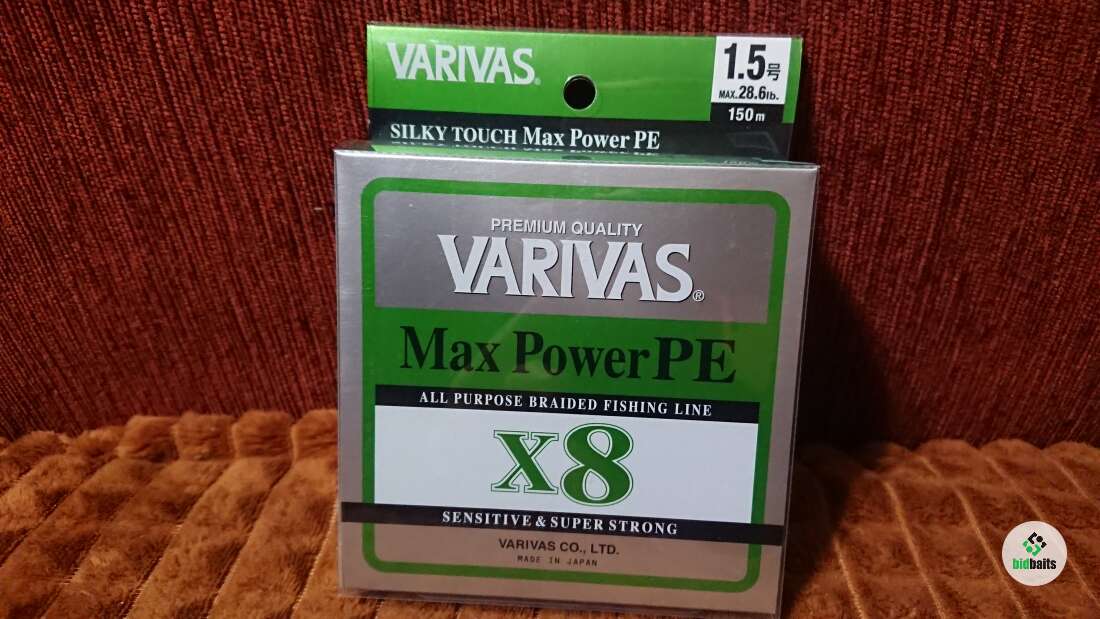 VARIVAS®
1.5号
MAX.28.6lb.
150m
SILKY TOUCH Max Power PE
PREMIUM QUALITY
VARIVAS®
Max Power PE
ALL PURPOSE BRAIDED FISHING LINE
X8
SENSITIVE & SUPER STRONG
VARIVAS CO., LTD.
MADE IN JAPAN
bidbaits